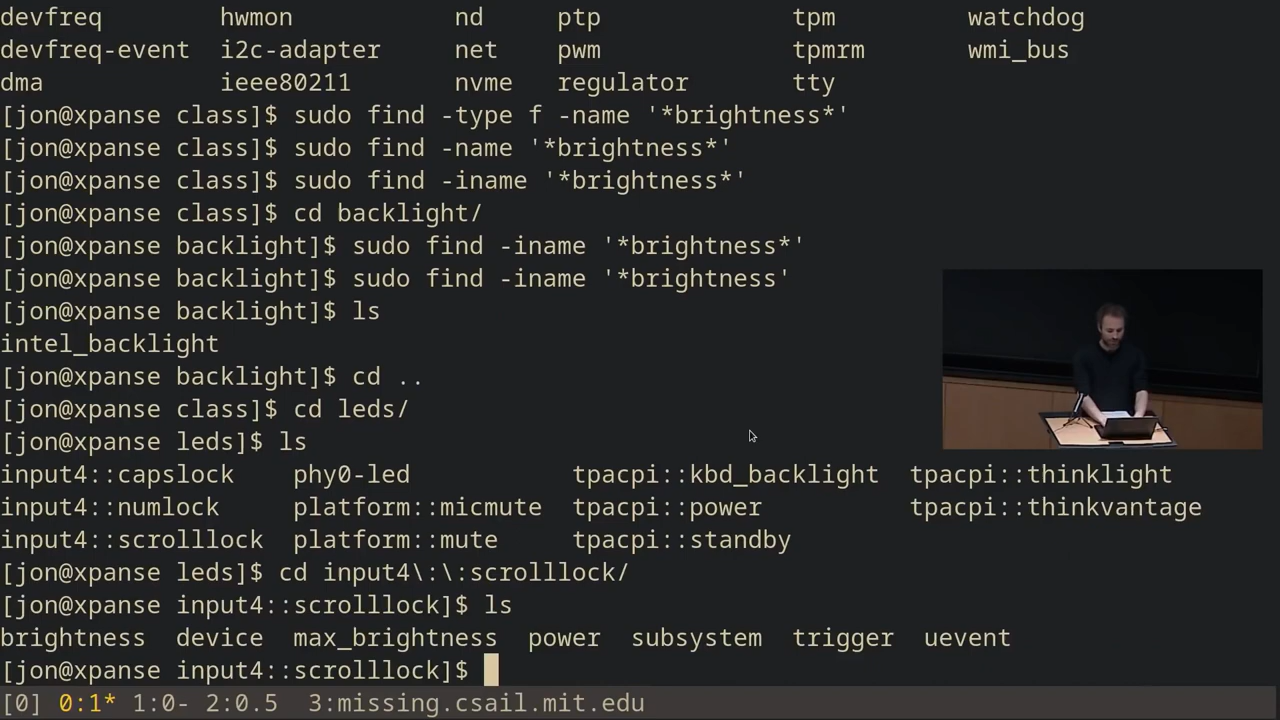 devfreq hwmon nd ptp tpm watchdog
devfreq-event i2c-adapter net pwm tpmrm wmi_bus
dma ieee80211 nvme regulator tty
[jon@xpanse class]$ sudo find -type f -name '*brightness*'
[jon@xpanse class]$ sudo find -name '*brightness*'
[jon@xpanse class]$ sudo find -iname '*brightness*'
[jon@xpanse class]$ cd backlight/
[jon@xpanse backlight]$ sudo find -iname '*brightness*'
[jon@xpanse backlight]$ sudo find -iname '*brightness'
[jon@xpanse backlight]$ ls
intel_backlight
[jon@xpanse backlight]$ cd ..
[jon@xpanse class]$ cd leds/
[jon@xpanse leds]$ ls
input4::capslock phy0-led tpacpi::kbd_backlight tpacpi::thinklight
input4::numlock platform::micmute tpacpi::power tpacpi::thinkvantage
input4::scrolllock platform::mute tpacpi::standby
[jon@xpanse leds]$ cd input4\:\:scrolllock/
[jon@xpanse input4::scrolllock]$ ls
brightness device max_brightness power subsystem trigger uevent
[jon@xpanse input4::scrolllock]$
[0] 0:1* 1:0- 2:0.5 3:missing.csail.mit.edu